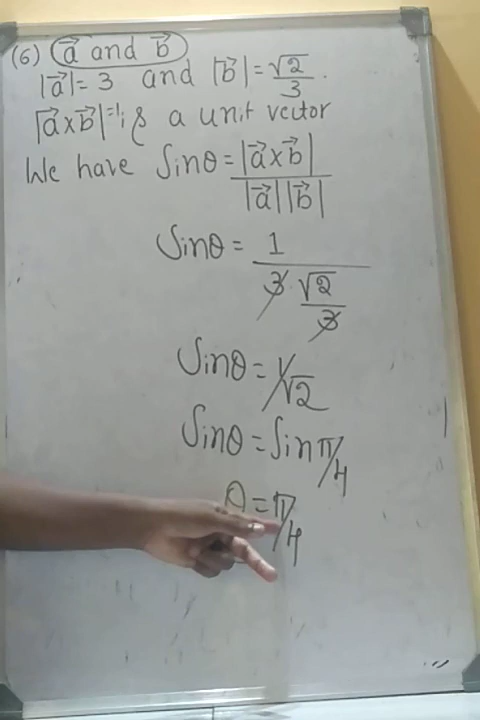 (6) a⃗ and b⃗
|a⃗| = 3 and |b⃗| = √2/3.
|a⃗×b⃗|=1 is a unit vector
We have Sinθ = |a⃗×b⃗| / |a⃗||b⃗|
Sinθ = 1 / 3·√2/3
Sinθ = 1/√2
Sinθ = Sin π/4
θ = π/4